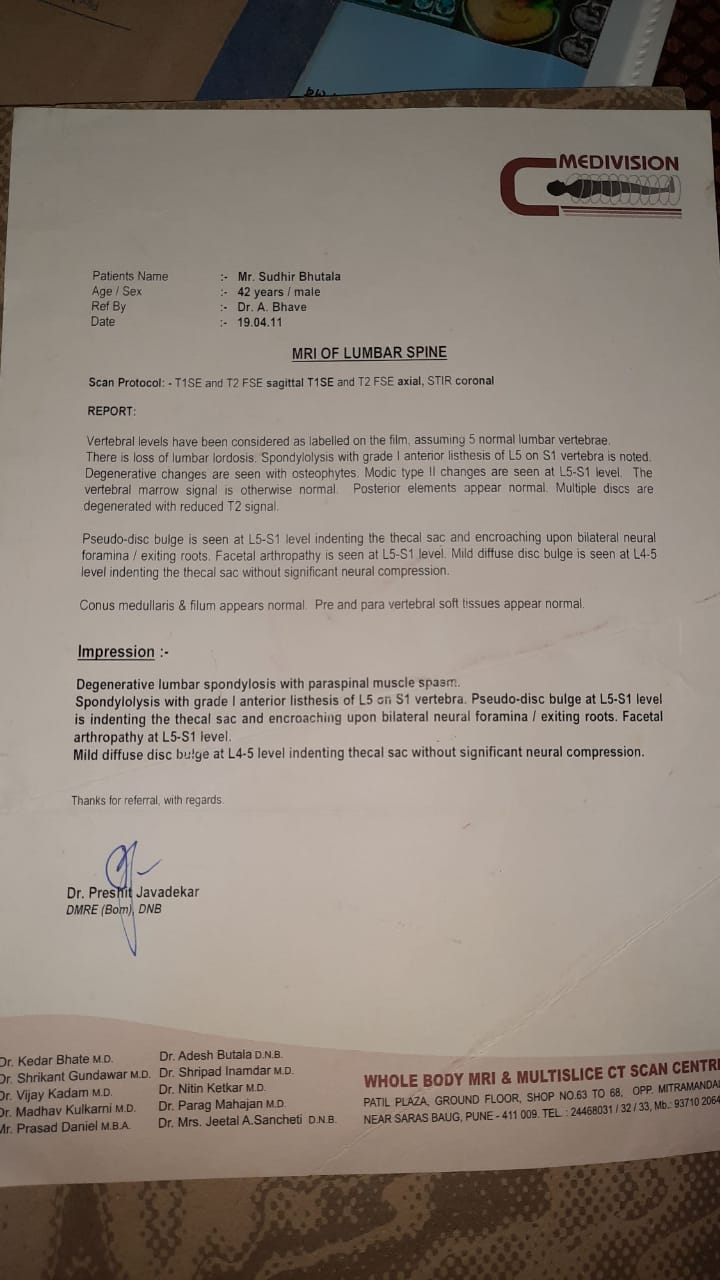 MEDIVISION
Patients Name :- Mr. Sudhir Bhutala
Age / Sex :- 42 years / male
Ref By :- Dr. A. Bhave
Date :- 19.04.11
MRI OF LUMBAR SPINE
Scan Protocol: - T1SE and T2 FSE sagittal T1SE and T2 FSE axial, STIR coronal
REPORT:
Vertebral levels have been considered as labelled on the film, assuming 5 normal lumbar vertebrae.
There is loss of lumbar lordosis. Spondylolysis with grade I anterior listhesis of L5 on S1 vertebra is noted.
Degenerative changes are seen with osteophytes. Modic type II changes are seen at L5-S1 level. The
vertebral marrow signal is otherwise normal. Posterior elements appear normal. Multiple discs are
degenerated with reduced T2 signal.
Pseudo-disc bulge is seen at L5-S1 level indenting the thecal sac and encroaching upon bilateral neural
foramina / exiting roots. Facetal arthropathy is seen at L5-S1 level. Mild diffuse disc bulge is seen at L4-5
level indenting the thecal sac without significant neural compression.
Conus medullaris & filum appears normal. Pre and para vertebral soft tissues appear normal.
Impression :-
Degenerative lumbar spondylosis with paraspinal muscle spasm.
Spondylolysis with grade I anterior listhesis of L5 on S1 vertebra. Pseudo-disc bulge at L5-S1 level
is indenting the thecal sac and encroaching upon bilateral neural foramina / exiting roots. Facetal
arthropathy at L5-S1 level.
Mild diffuse disc bulge at L4-5 level indenting thecal sac without significant neural compression.
Thanks for referral, with regards.
Dr. Preshit Javadekar
DMRE (Bom), DNB
Dr. Kedar Bhate M.D.
Dr. Shrikant Gundawar M.D.
Dr. Vijay Kadam M.D.
Dr. Madhav Kulkarni M.D.
Mr. Prasad Daniel M.B.A.
Dr. Adesh Butala D.N.B.
Dr. Shripad Inamdar M.D.
Dr. Nitin Ketkar M.D.
Dr. Parag Mahajan M.D.
Dr. Mrs. Jeetal A.Sancheti D.N.B.
WHOLE BODY MRI & MULTISLICE CT SCAN CENTR
PATIL PLAZA, GROUND FLOOR, SHOP NO.63 TO 68, OPP. MITRAMANDA
NEAR SARAS BAUG, PUNE - 411 009. TEL. : 24468031 / 32 / 33, Mb.: 93710 2064